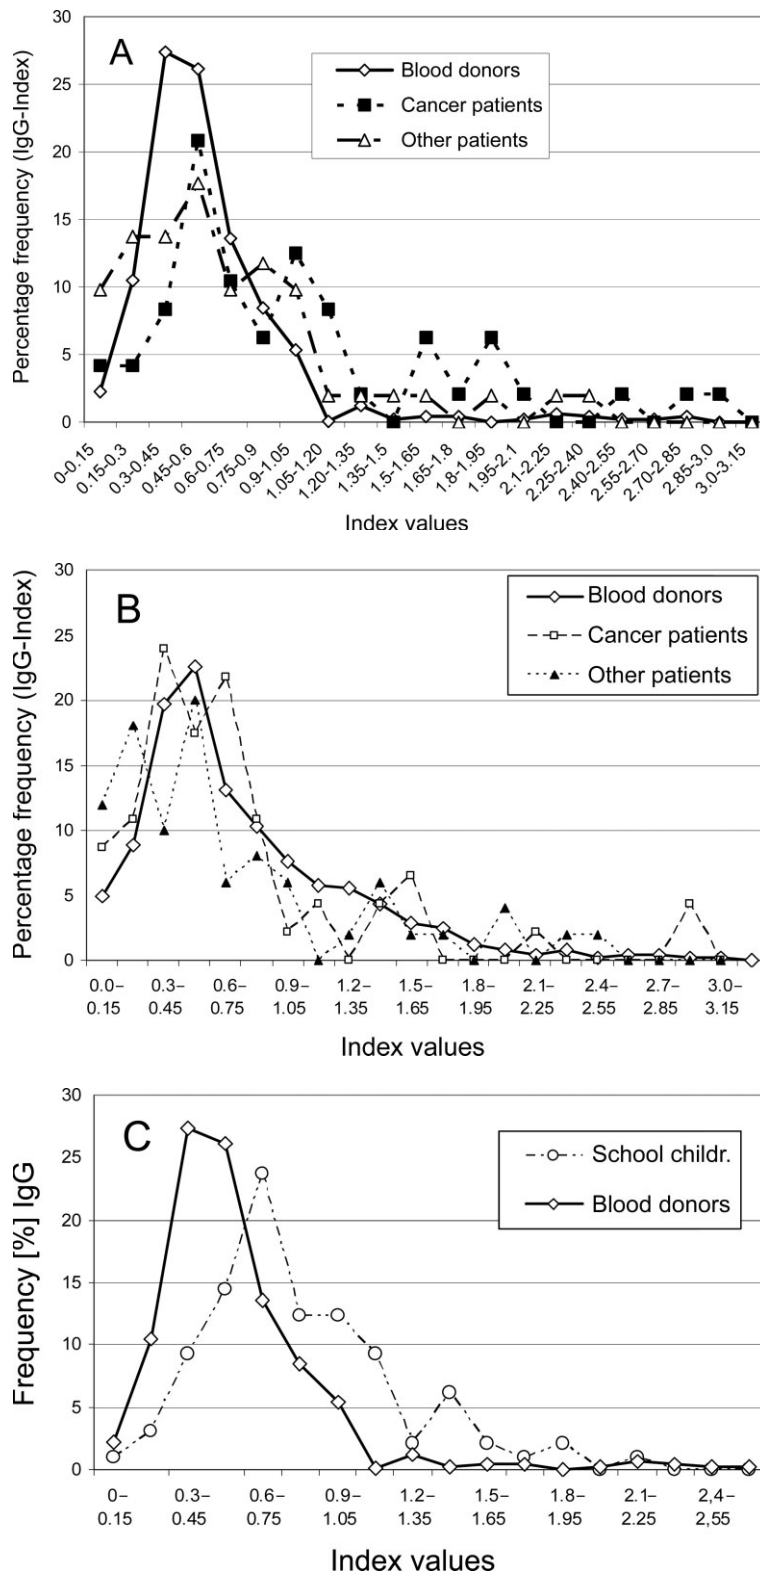 A
Percentage frequency (IgG-Index)
30
25
20
15
10
5
0
Blood donors
Cancer patients
Other patients
0-0.15
0.15-0.3
0.3-0.45
0.45-0.6
0.6-0.75
0.75-0.9
0.9-1.05
1.05-1.20
1.20-1.35
1.35-1.5
1.5-1.65
1.65-1.8
1.8-1.95
1.95-2.1
2.1-2.25
2.25-2.40
2.40-2.55
2.55-2.70
2.70-2.85
2.85-3.0
3.0-3.15
Index values
B
Percentage frequency (IgG-Index)
30
25
20
15
10
5
0
Blood donors
Cancer patients
Other patients
0.0– 0.3– 0.6– 0.9– 1.2– 1.5– 1.8– 2.1– 2.4– 2.7– 3.0–
0.15 0.45 0.75 1.05 1.35 1.65 1.95 2.25 2.55 2.85 3.15
Index values
C
Frequency [%] IgG
30
25
20
15
10
5
0
School childr.
Blood donors
0– 0.3– 0.6– 0.9– 1.2– 1.5– 1.8– 2.1– 2,4–
0.15 0.45 0.75 1.05 1.35 1.65 1.95 2.25 2,55
Index values